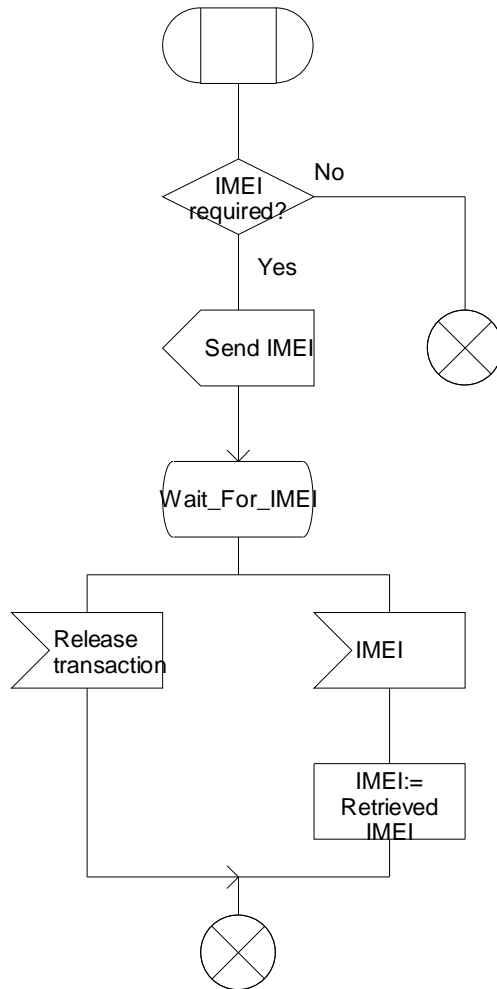 IMEI
required?
No
Yes
Send IMEI
Wait_For_IMEI
Release
transaction
IMEI
IMEI:=
Retrieved
IMEI